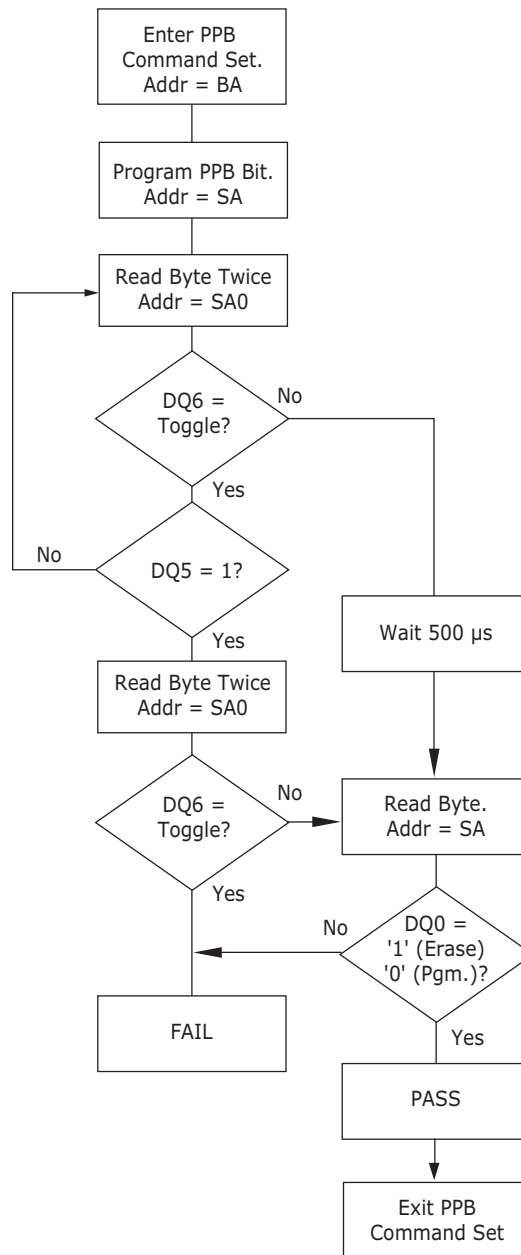 Enter PPB
Command Set.
Addr = BA
Program PPB Bit.
Addr = SA
Read Byte Twice
Addr = SA0
DQ6 =
Toggle?
No
Yes
DQ5 = 1?
No
Yes
Wait 500 µs
Read Byte Twice
Addr = SA0
DQ6 =
Toggle?
No
Yes
Read Byte.
Addr = SA
DQ0 =
'1' (Erase)
'0' (Pgm.)?
No
Yes
FAIL
PASS
Exit PPB
Command Set